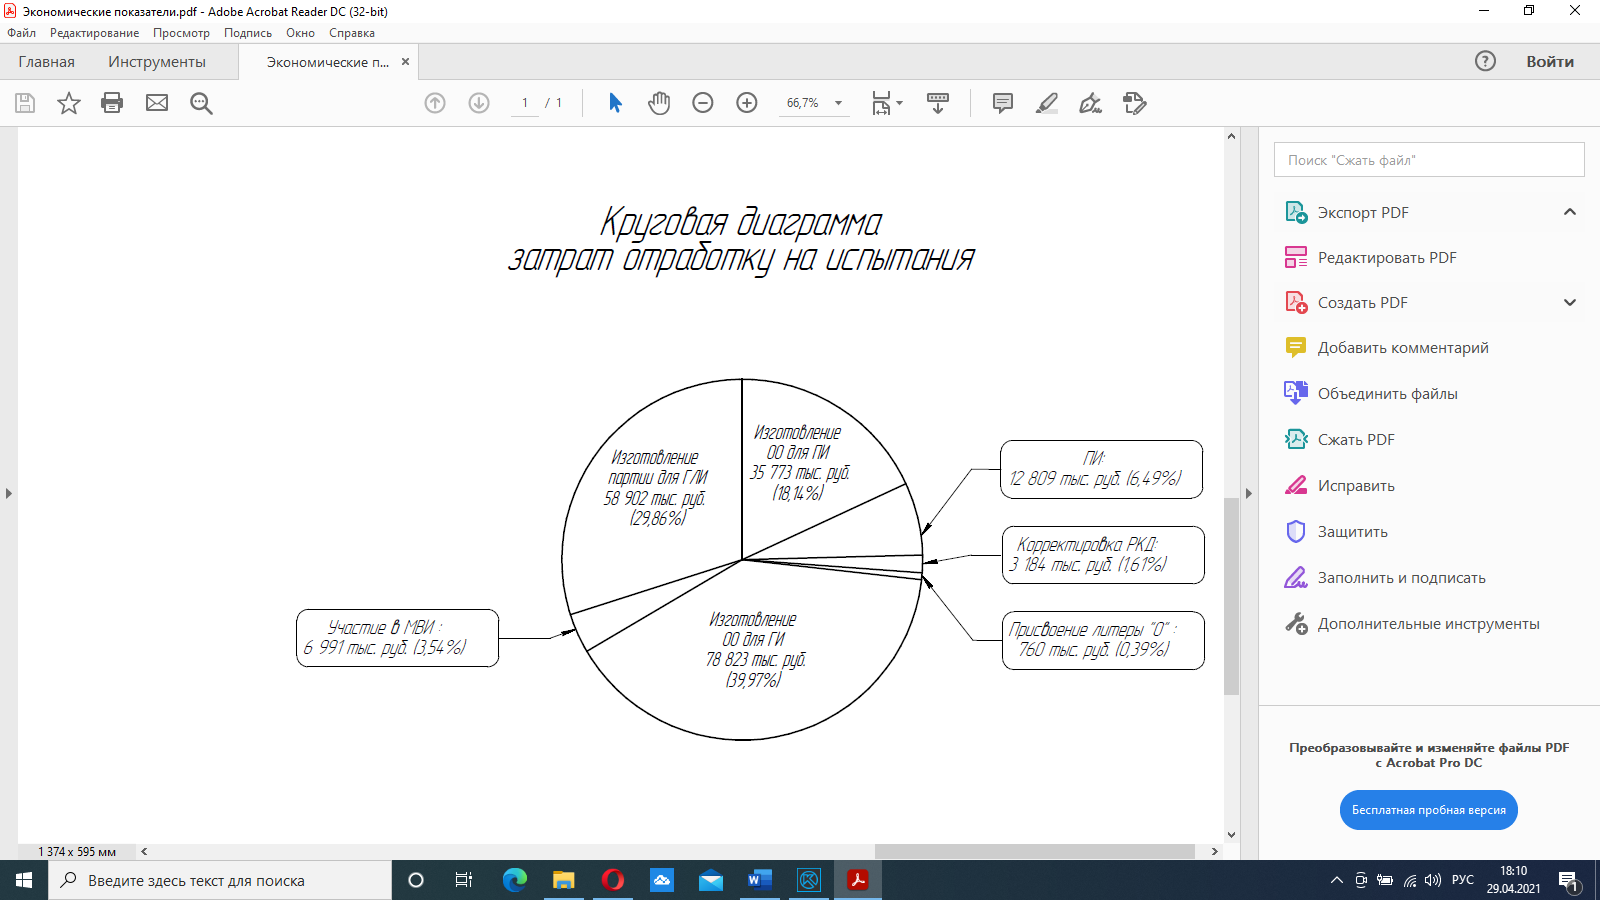 Экономические показатели.pdf - Adobe Acrobat Reader DC (32-bit)
Файл Редактирование Просмотр Подпись Окно Справка
Главная Инструменты Экономические п... × Войти
1 / 1 66,7%
Круговая диаграмма
затрат отработку на испытания
Изготовление
ОО для ПИ
35 773 тыс. руб.
(18,14%)
Изготовление
партии для ГЛИ
58 902 тыс. руб.
(29,86%)
ПИ:
12 809 тыс. руб. (6,49%)
Корректировка РКД:
3 184 тыс. руб. (1,61%)
Присвоение литеры "О" :
760 тыс. руб. (0,39%)
Участие в МВИ :
6 991 тыс. руб. (3,54%)
Изготовление
ОО для ГИ
78 823 тыс. руб.
(39,97%)
Поиск "Сжать файл"
Экспорт PDF
Редактировать PDF
Создать PDF
Добавить комментарий
Объединить файлы
Сжать PDF
Исправить
Защитить
Заполнить и подписать
Дополнительные инструменты
Преобразовывайте и изменяйте файлы PDF
с Acrobat Pro DC
Бесплатная пробная версия
1 374 x 595 мм
Введите здесь текст для поиска
РУС
18:10
29.04.2021
1